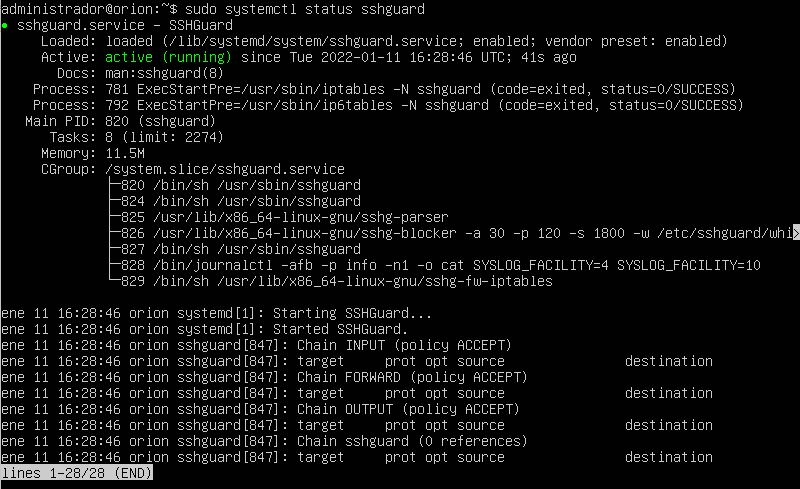 administrador@orion:~$ sudo systemctl status sshguard
● sshguard.service - SSHGuard
Loaded: loaded (/lib/systemd/system/sshguard.service; enabled; vendor preset: enabled)
Active: active (running) since Tue 2022-01-11 16:28:46 UTC; 41s ago
Docs: man:sshguard(8)
Process: 781 ExecStartPre=/usr/sbin/iptables -N sshguard (code=exited, status=0/SUCCESS)
Process: 792 ExecStartPre=/usr/sbin/ip6tables -N sshguard (code=exited, status=0/SUCCESS)
Main PID: 820 (sshguard)
Tasks: 8 (limit: 2274)
Memory: 11.5M
CGroup: /system.slice/sshguard.service
├─820 /bin/sh /usr/sbin/sshguard
├─824 /bin/sh /usr/sbin/sshguard
├─825 /usr/lib/x86_64-linux-gnu/sshg-parser
├─826 /usr/lib/x86_64-linux-gnu/sshg-blocker -a 30 -p 120 -s 1800 -w /etc/sshguard/whi>
├─827 /bin/sh /usr/sbin/sshguard
├─828 /bin/journalctl -afb -p info -n1 -o cat SYSLOG_FACILITY=4 SYSLOG_FACILITY=10
└─829 /bin/sh /usr/lib/x86_64-linux-gnu/sshg-fw-iptables
ene 11 16:28:46 orion systemd[1]: Starting SSHGuard...
ene 11 16:28:46 orion systemd[1]: Started SSHGuard.
ene 11 16:28:46 orion sshguard[847]: Chain INPUT (policy ACCEPT)
ene 11 16:28:46 orion sshguard[847]: target     prot opt source               destination
ene 11 16:28:46 orion sshguard[847]: Chain FORWARD (policy ACCEPT)
ene 11 16:28:46 orion sshguard[847]: target     prot opt source               destination
ene 11 16:28:46 orion sshguard[847]: Chain OUTPUT (policy ACCEPT)
ene 11 16:28:46 orion sshguard[847]: target     prot opt source               destination
ene 11 16:28:46 orion sshguard[847]: Chain sshguard (0 references)
ene 11 16:28:46 orion sshguard[847]: target     prot opt source               destination
lines 1-28/28 (END)